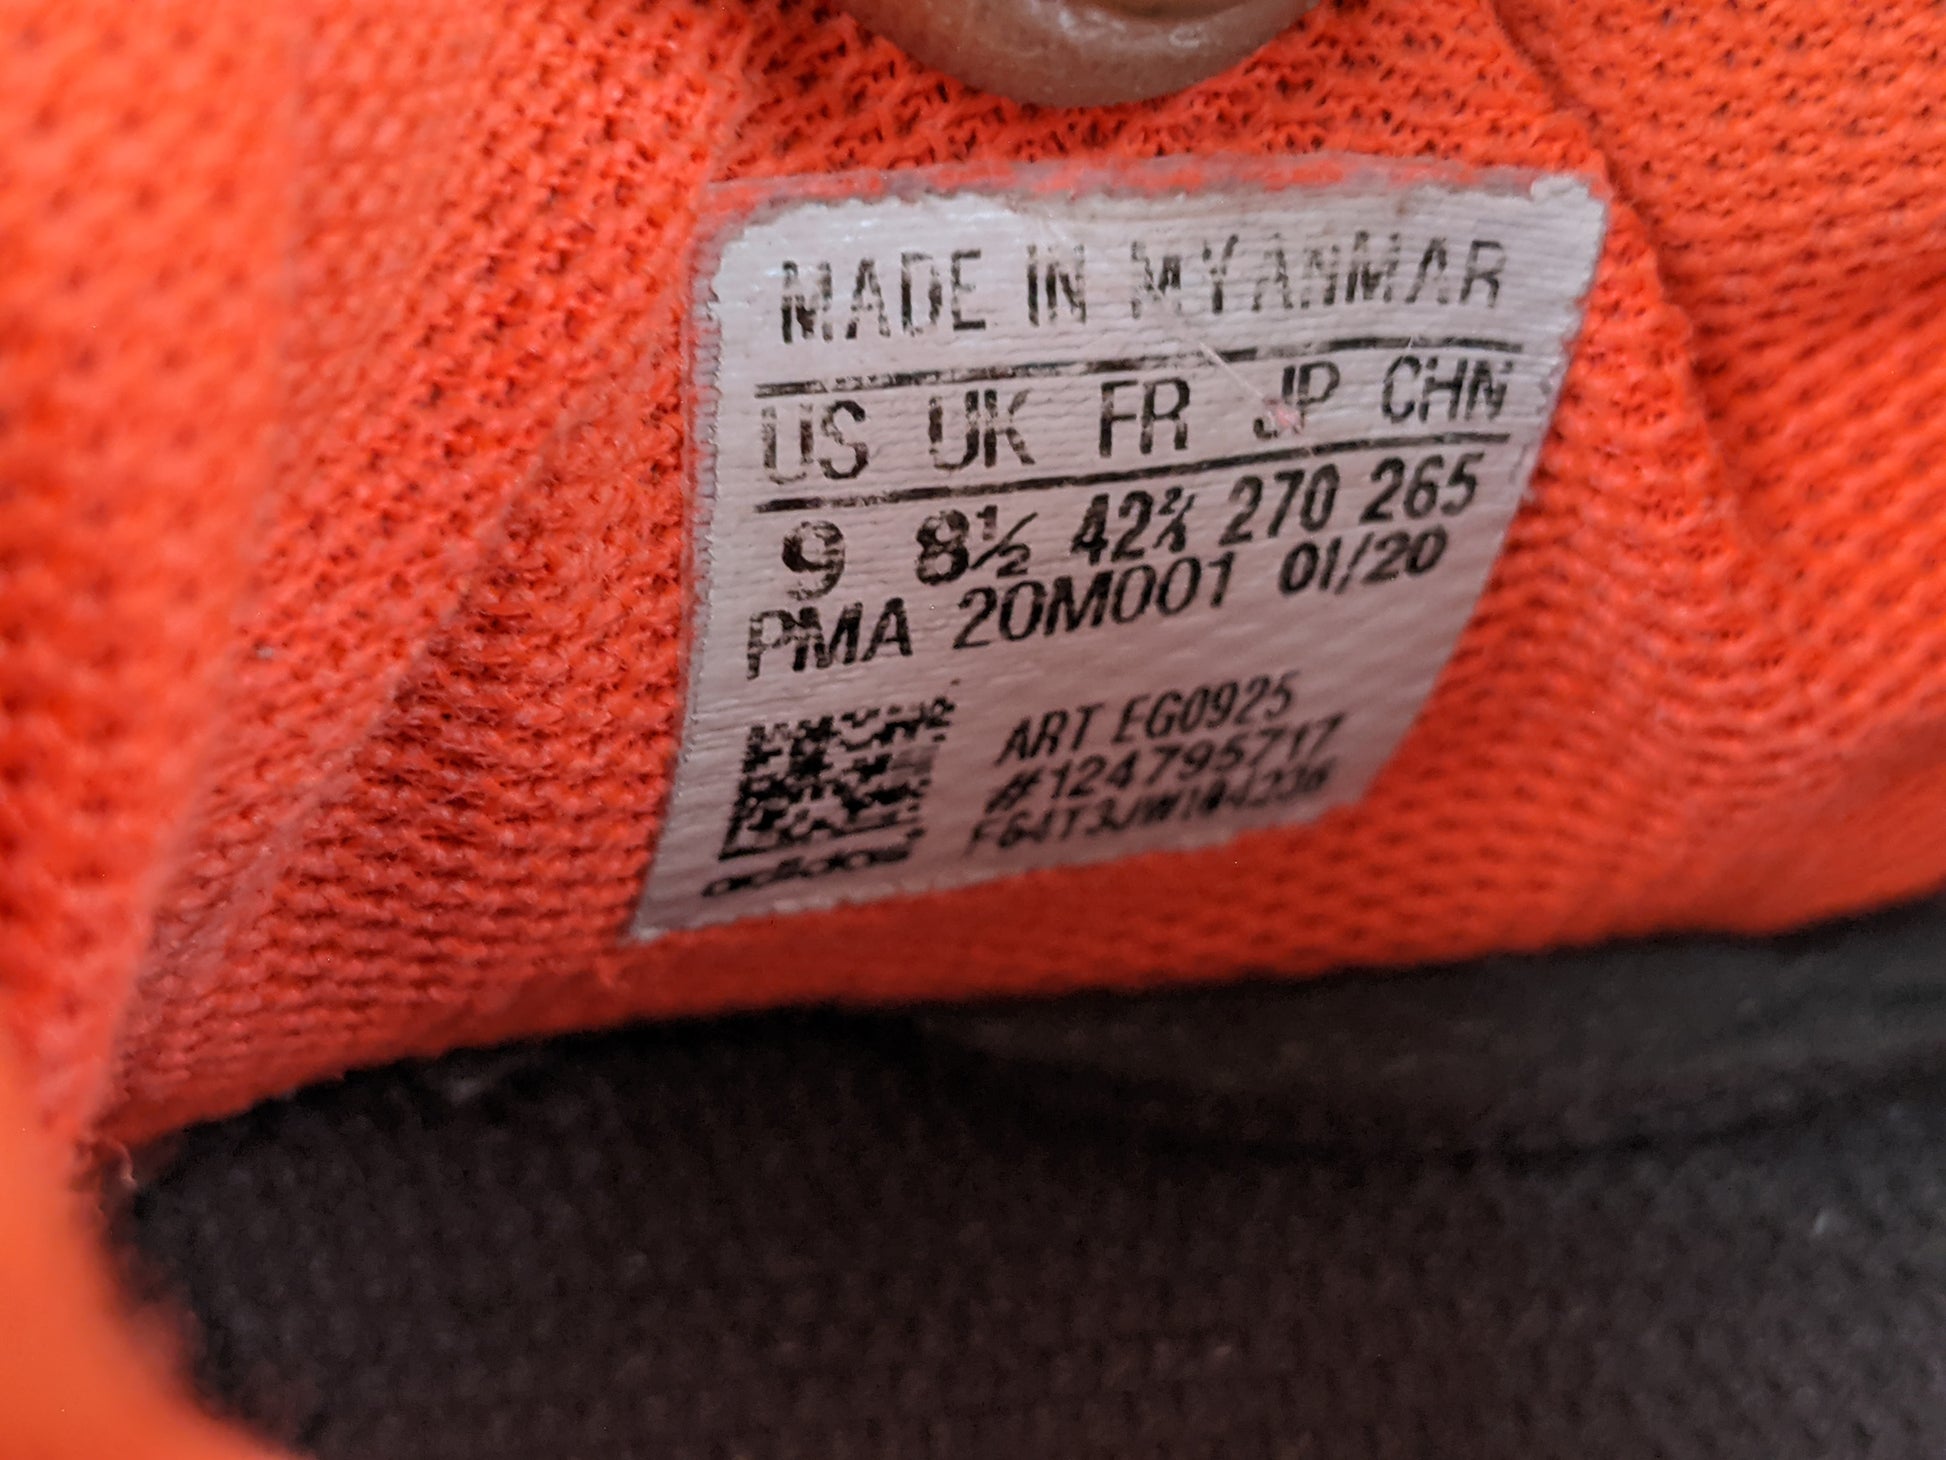 MADE IN MYANMAR
US UK FR JP CHN
9 8½ 42⅔ 270 265
PMA 20M001 01/20
ART EG0925
#124795717
adidas